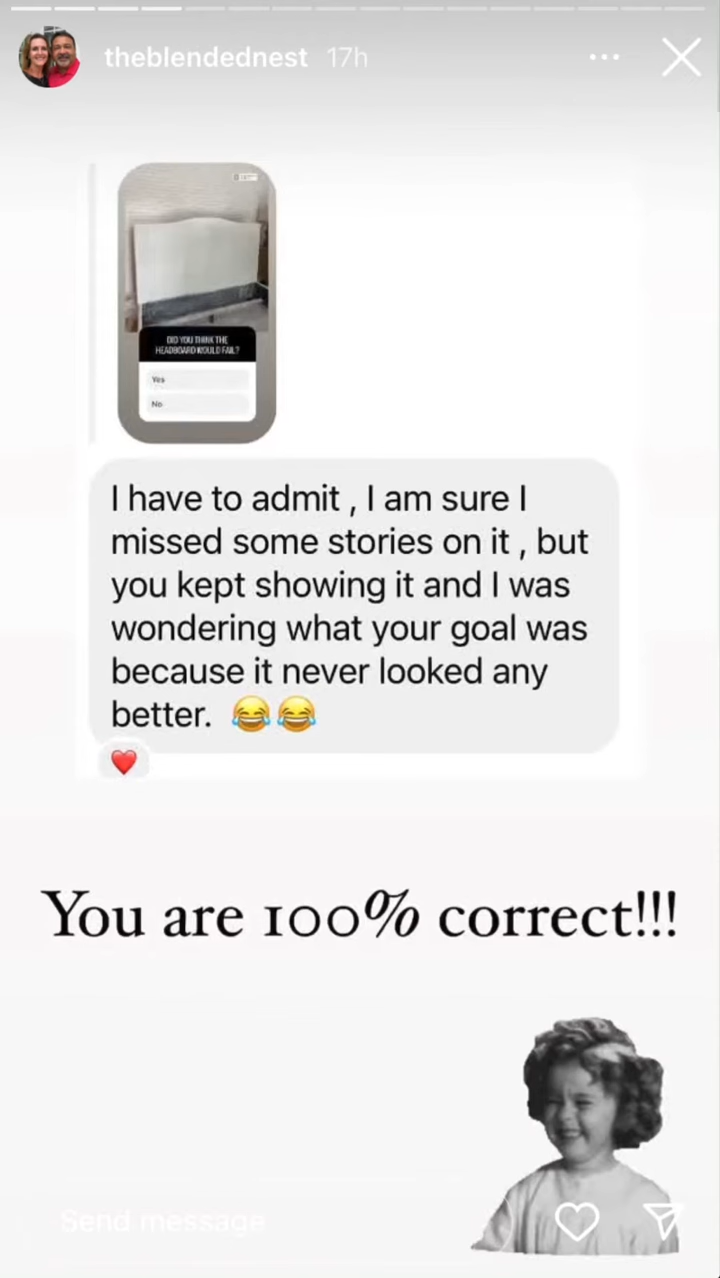 theblendednest 17h
DID YOU THINK THE
HEADBOARD WOULD FAIL?
Yes
No
I have to admit , I am sure I
missed some stories on it , but
you kept showing it and I was
wondering what your goal was
because it never looked any
better. 😂😂
❤️
You are 100% correct!!!
Send message